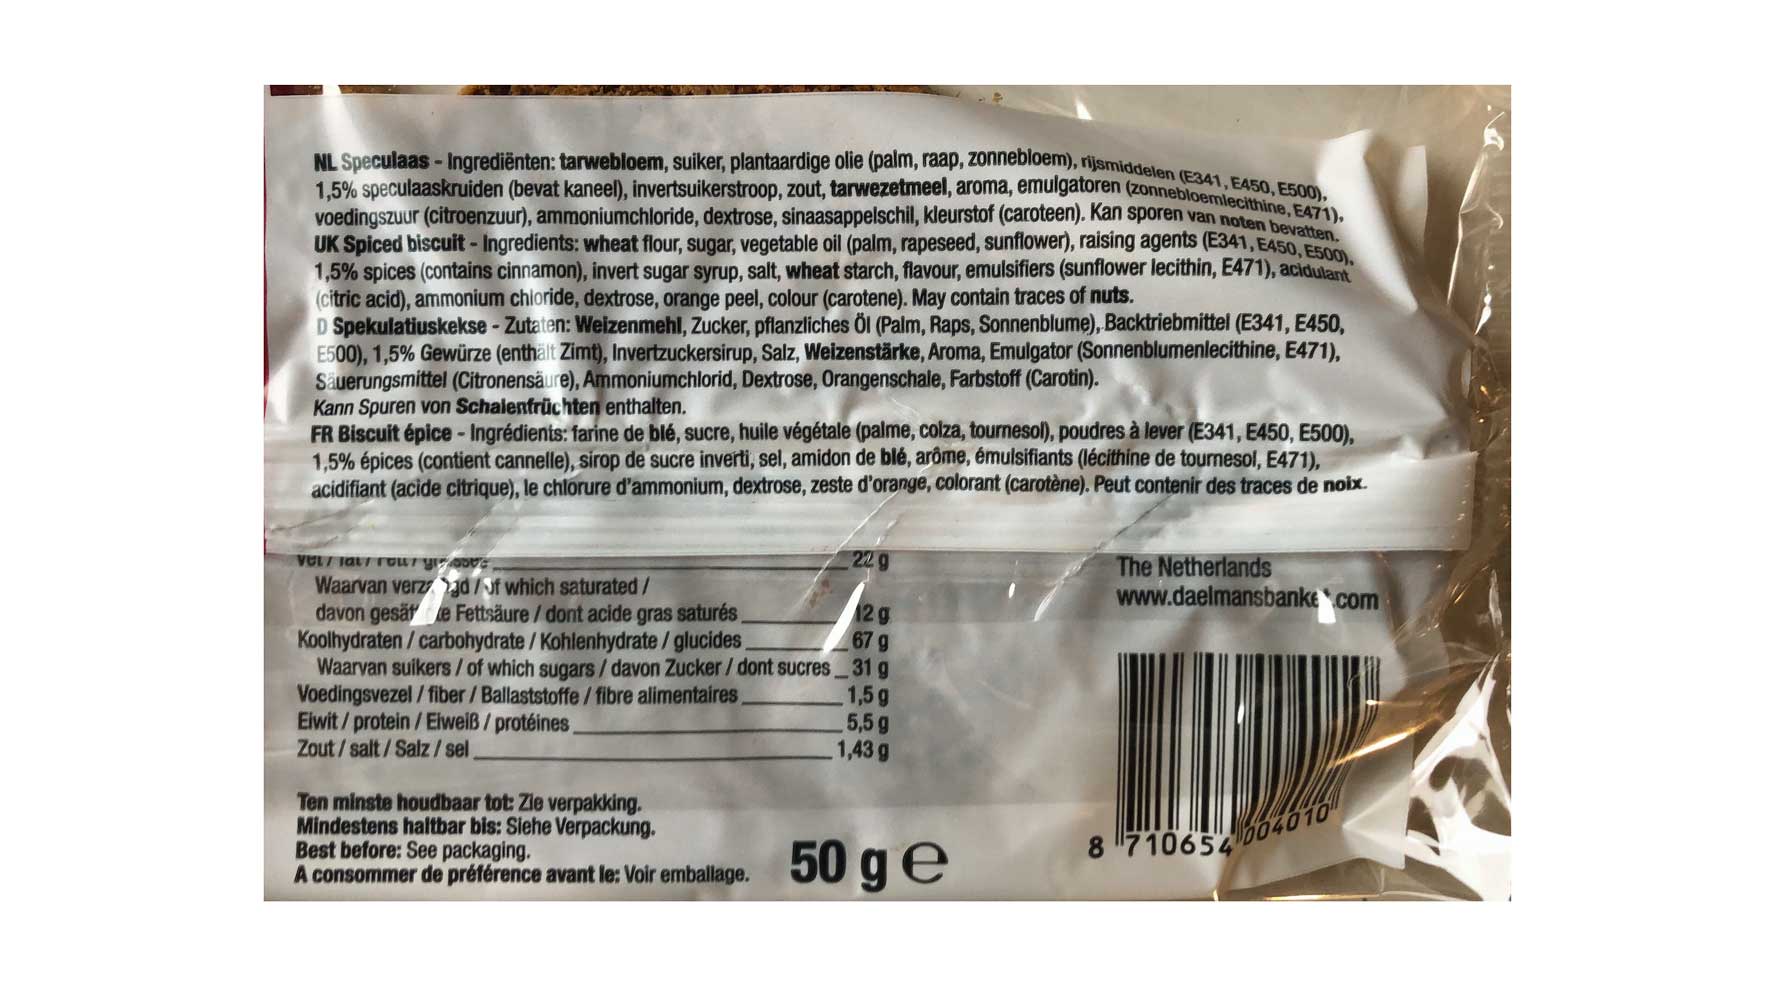 NL Speculaas - Ingrediënten: tarwebloem, suiker, plantaardige olie (palm, raap, zonnebloem), rijsmiddelen (E341, E450, E500),
1,5% speculaaskruiden (bevat kaneel), invertsuikerstroop, zout, tarwezetmeel, aroma, emulgatoren (zonnebloemlecithine, E471),
voedingszuur (citroenzuur), ammoniumchloride, dextrose, sinaasappelschil, kleurstof (caroteen). Kan sporen van noten bevatten.
UK Spiced biscuit - Ingredients: wheat flour, sugar, vegetable oil (palm, rapeseed, sunflower), raising agents (E341, E450, E500),
1,5% spices (contains cinnamon), invert sugar syrup, salt, wheat starch, flavour, emulsifiers (sunflower lecithin, E471), acidulant
(citric acid), ammonium chloride, dextrose, orange peel, colour (carotene). May contain traces of nuts.
D Spekulatiuskekse - Zutaten: Weizenmehl, Zucker, pflanzliches Öl (Palm, Raps, Sonnenblume), Backtriebmittel (E341, E450,
E500), 1,5% Gewürze (enthält Zimt), Invertzuckersirup, Salz, Weizenstärke, Aroma, Emulgator (Sonnenblumenlecithine, E471),
Säuerungsmittel (Citronensäure), Ammoniumchlorid, Dextrose, Orangenschale, Farbstoff (Carotin).
Kann Spuren von Schalenfrüchten enthalten.
FR Biscuit épice - Ingrédients: farine de blé, sucre, huile végétale (palme, colza, tournesol), poudres à lever (E341, E450, E500),
1,5% épices (contient cannelle), sirop de sucre inverti, sel, amidon de blé, arôme, émulsifiants (lécithine de tournesol, E471),
acidifiant (acide citrique), le chlorure d'ammonium, dextrose, zeste d'orange, colorant (carotène). Peut contenir des traces de noix.
22 g
Waarvan / of which saturated /
davon Fettsäure / dont acide gras saturés 12 g
Koolhydraten / carbohydrate / Kohlenhydrate / glucides 67 g
Waarvan suikers / of which sugars / davon Zucker / dont sucres 31 g
Voedingsvezel / fiber / Ballaststoffe / fibre alimentaires 1,5 g
Eiwit / protein / Eiweiß / protéines 5,5 g
Zout / salt / Salz / sel 1,43 g
Ten minste houdbaar tot: Zie verpakking.
Mindestens haltbar bis: Siehe Verpackung.
Best before: See packaging.
A consommer de préférence avant le: Voir emballage.
50 g e
The Netherlands
www.daelmansbanket.com
8 710654 004010